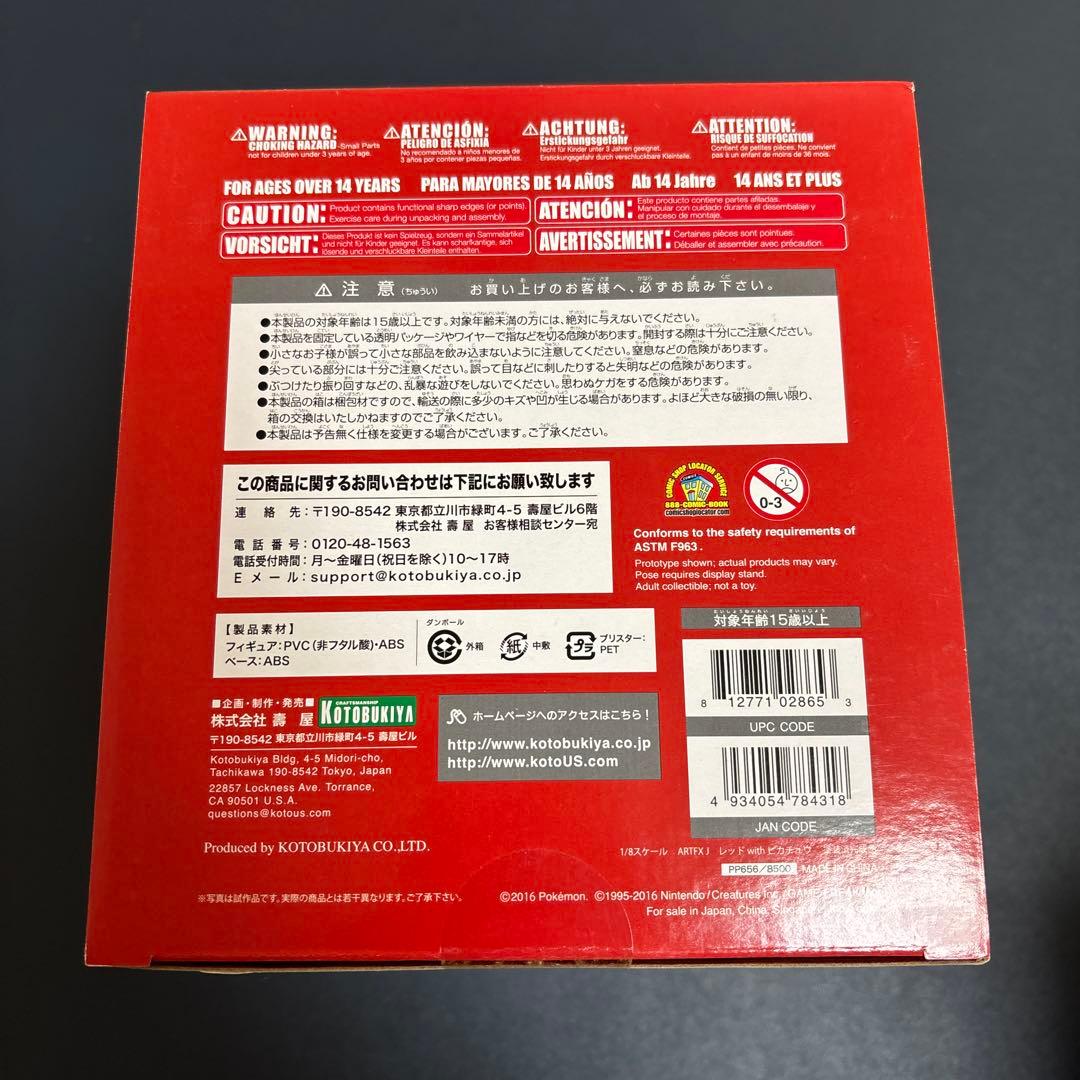 WARNING:
CHOKING HAZARD-Small Parts
not for children under 3 years of age.
ATENCIÓN:
PELIGRO DE ASFIXIA
No recomendado a niños menores de
3 años por contener piezas pequeñas.
ACHTUNG:
Erstickungsgefahr
Nicht für Kinder unter 3 Jahren geeignet.
Erstickungsgefahr durch verschluckbare Kleinteile.
ATTENTION:
RISQUE DE SUFFOCATION
Contient de petites pièces. Ne convient
pas à un enfant de moins de 36 mois.
FOR AGES OVER 14 YEARS PARA MAYORES DE 14 AÑOS Ab 14 Jahre 14 ANS ET PLUS
CAUTION: Product contains functional sharp edges (or points).
Exercise care during unpacking and assembly.
ATENCIÓN: Este producto contiene partes afiladas.
Manipular con cuidado durante el desembalaje y
el proceso de montaje.
VORSICHT: Dieses Produkt ist kein Spielzeug, sondern ein Sammelartikel
und nicht für Kinder geeignet. Es kann scharfkantige, sich
lösende und verschluckbare Kleinteile enthalten.
AVERTISSEMENT: Certaines pièces sont pointues.
Déballer et assembler avec précaution.
注意(ちゅうい) お買い上げのお客様へ、必ずお読み下さい。
●本製品の対象年齢は15歳以上です。対象年齢未満の方には、絶対に与えないでください。
●本製品を固定している透明パッケージやワイヤーで指などを切る危険があります。開封する際は十分にご注意ください。
●小さなお子様が誤って小さな部品を飲み込まないように注意してください。窒息などの危険があります。
●尖っている部分には十分ご注意ください。誤って目などに刺したりすると失明などの危険があります。
●ぶつけたり振り回すなどの、乱暴な遊びをしないでください。思わぬケガをする危険があります。
●本製品の箱は梱包材ですので、輸送の際に多少のキズや凹が生じる場合があります。よほど大きな破損の無い限り、
箱の交換はいたしかねますのでご了承ください。
●本製品は予告無く仕様を変更する場合がございます。ご了承ください。
この商品に関するお問い合わせは下記にお願い致します
連絡先:〒190-8542 東京都立川市緑町4-5 壽屋ビル6階
株式会社 壽屋 お客様相談センター宛
電話番号:0120-48-1563
電話受付時間:月〜金曜日(祝日を除く)10〜17時
Eメール:support@kotobukiya.co.jp
COMIC SHOP LOCATOR SERVICE
888-COMIC-BOOK
comicshoplocator.com
0-3
Conforms to the safety requirements of
ASTM F963.
Prototype shown; actual products may vary.
Pose requires display stand.
Adult collectible; not a toy.
【製品素材】
フィギュア:PVC(非フタル酸)・ABS
ベース:ABS
ダンボール
外箱
紙
中敷
プラ
ブリスター:
PET
対象年齢15歳以上
8 12771 02865 3
UPC CODE
4 934054 784318
JAN CODE
■企画・制作・発売■
株式会社 壽屋
CRAFTSMANSHIP
KOTOBUKIYA
〒190-8542 東京都立川市緑町4-5 壽屋ビル
Kotobukiya Bldg, 4-5 Midori-cho,
Tachikawa 190-8542 Tokyo, Japan
22857 Lockness Ave. Torrance,
CA 90501 U.S.A.
questions@kotous.com
ホームページへのアクセスはこちら!
http://www.kotobukiya.co.jp
http://www.kotoUS.com
Produced by KOTOBUKIYA CO.,LTD.
1/8スケール ARTFX J レッド with ピカチュウ
PP656/8500 MADE IN CHINA
※写真は試作品です。実際の商品とは若干異なります。ご了承下さい。
©2016 Pokémon. ©1995-2016 Nintendo/Creatures Inc.
For sale in Japan, China,